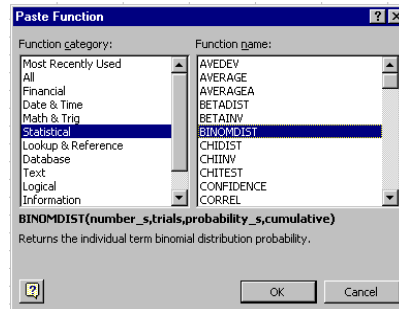 Paste Function
Function category:
Most Recently Used
All
Financial
Date & Time
Math & Trig
Statistical
Lookup & Reference
Database
Text
Logical
Information
Function name:
AVEDEV
AVERAGE
AVERAGEA
BETADIST
BETAINV
BINOMDIST
CHIDIST
CHIINV
CHITEST
CONFIDENCE
CORREL
BINOMDIST(number_s,trials,probability_s,cumulative)
Returns the individual term binomial distribution probability.
OK Cancel